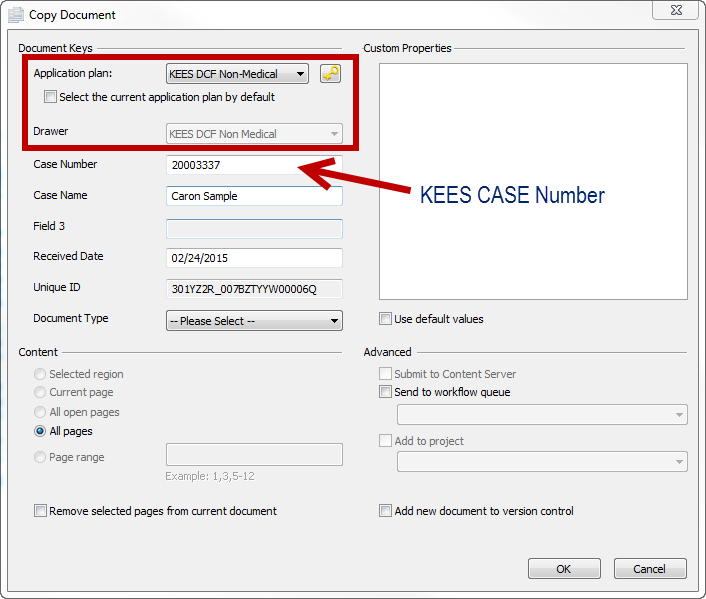 Copy Document
Document Keys
Application plan: KEES DCF Non-Medical
Select the current application plan by default
Drawer KEES DCF Non Medical
Case Number 20003337
Case Name Caron Sample
Field 3
Received Date 02/24/2015
Unique ID 301YZ2R_007BZTYYW00006Q
Document Type -- Please Select --
Custom Properties
KEES CASE Number
Use default values
Content
Selected region
Current page
All open pages
All pages
Page range
Example: 1,3,5-12
Remove selected pages from current document
Advanced
Submit to Content Server
Send to workflow queue
Add to project
Add new document to version control
OK Cancel